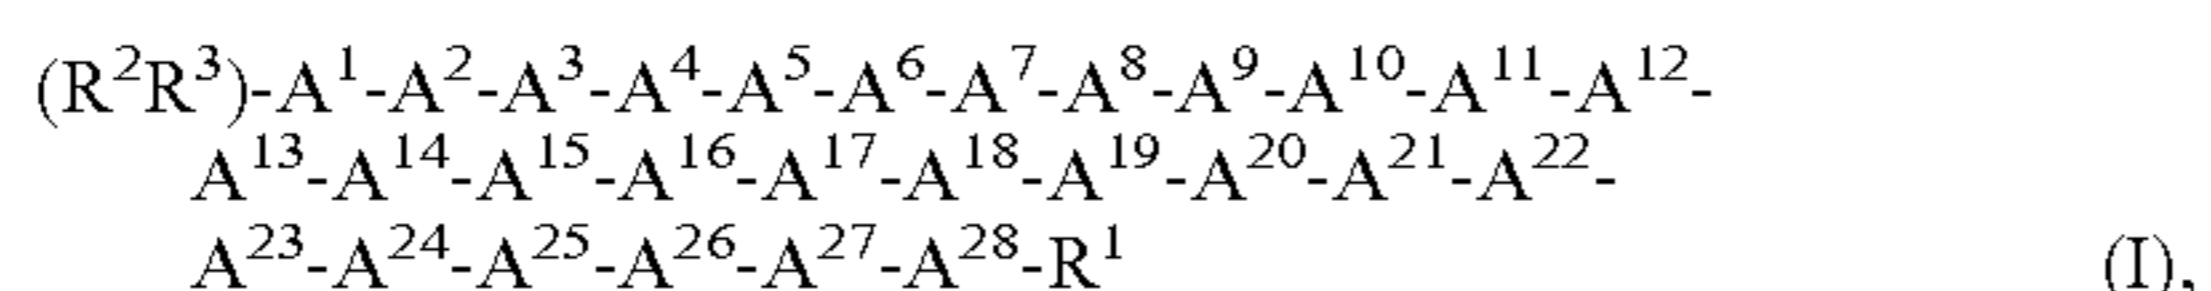 (R²R³)-A¹-A²-A³-A⁴-A⁵-A⁶-A⁷-A⁸-A⁹-A¹⁰-A¹¹-A¹²-
A¹³-A¹⁴-A¹⁵-A¹⁶-A¹⁷-A¹⁸-A¹⁹-A²⁰-A²¹-A²²-
A²³-A²⁴-A²⁵-A²⁶-A²⁷-A²⁸-R¹ (I),